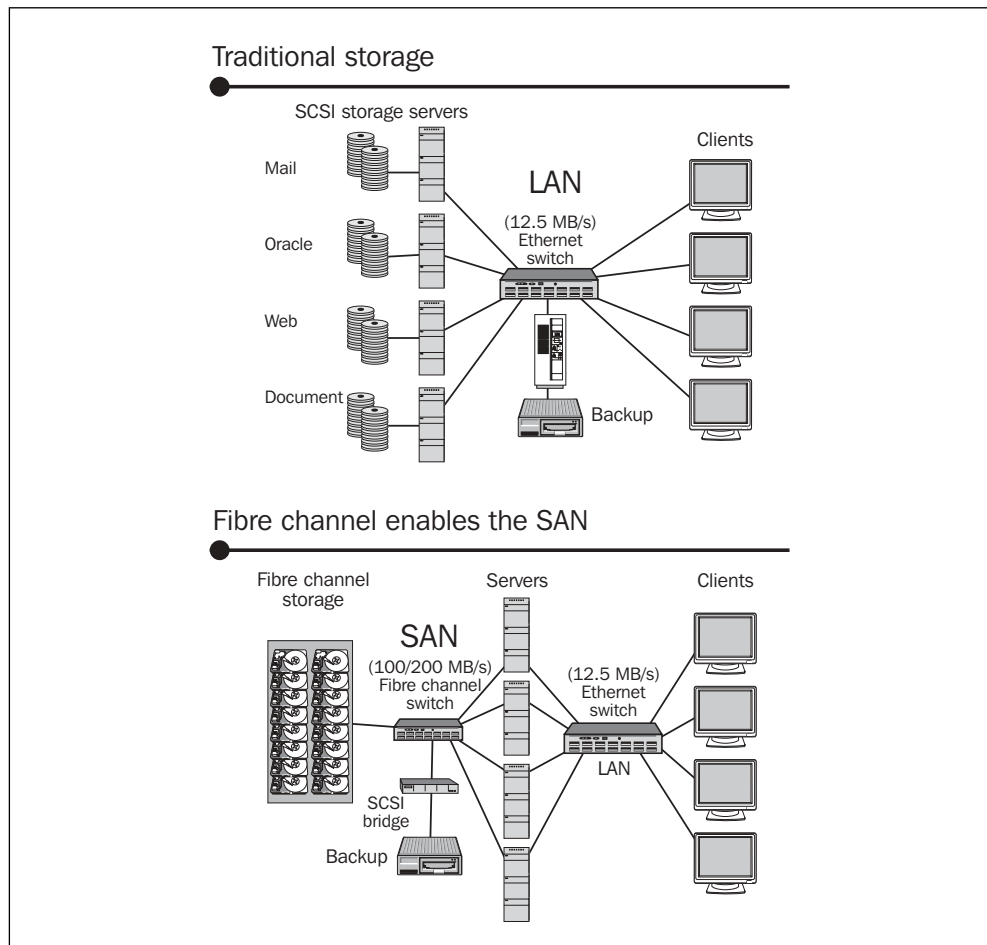 Traditional storage
SCSI storage servers
Clients
Mail
LAN
(12.5 MB/s)
Ethernet
switch
Oracle
Web
Document
Backup
Fibre channel enables the SAN
Fibre channel
storage
Servers
Clients
SAN
(100/200 MB/s)
Fibre channel
switch
(12.5 MB/s)
Ethernet
switch
LAN
SCSI
bridge
Backup